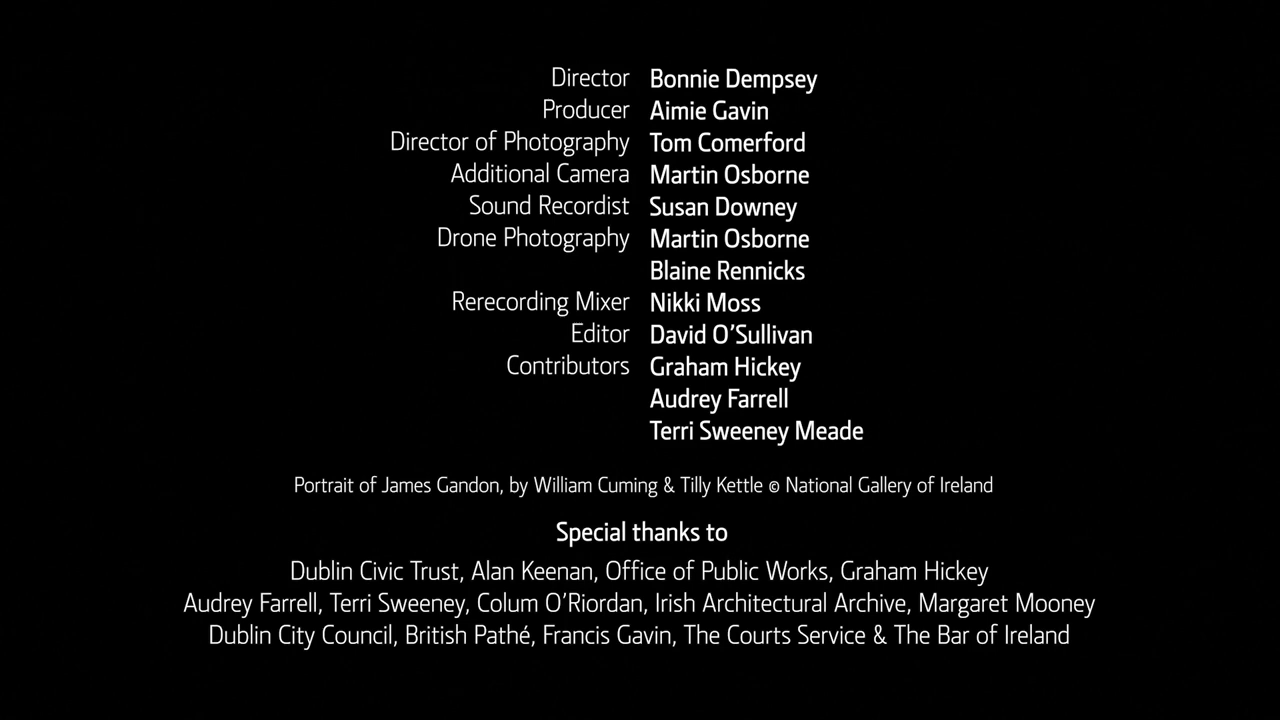 Director Bonnie Dempsey
Producer Aimie Gavin
Director of Photography Tom Comerford
Additional Camera Martin Osborne
Sound Recordist Susan Downey
Drone Photography Martin Osborne
Blaine Rennicks
Rerecording Mixer Nikki Moss
Editor David O’Sullivan
Contributors Graham Hickey
Audrey Farrell
Terri Sweeney Meade
Portrait of James Gandon, by William Cuming & Tilly Kettle © National Gallery of Ireland
Special thanks to
Dublin Civic Trust, Alan Keenan, Office of Public Works, Graham Hickey
Audrey Farrell, Terri Sweeney, Colum O’Riordan, Irish Architectural Archive, Margaret Mooney
Dublin City Council, British Pathé, Francis Gavin, The Courts Service & The Bar of Ireland